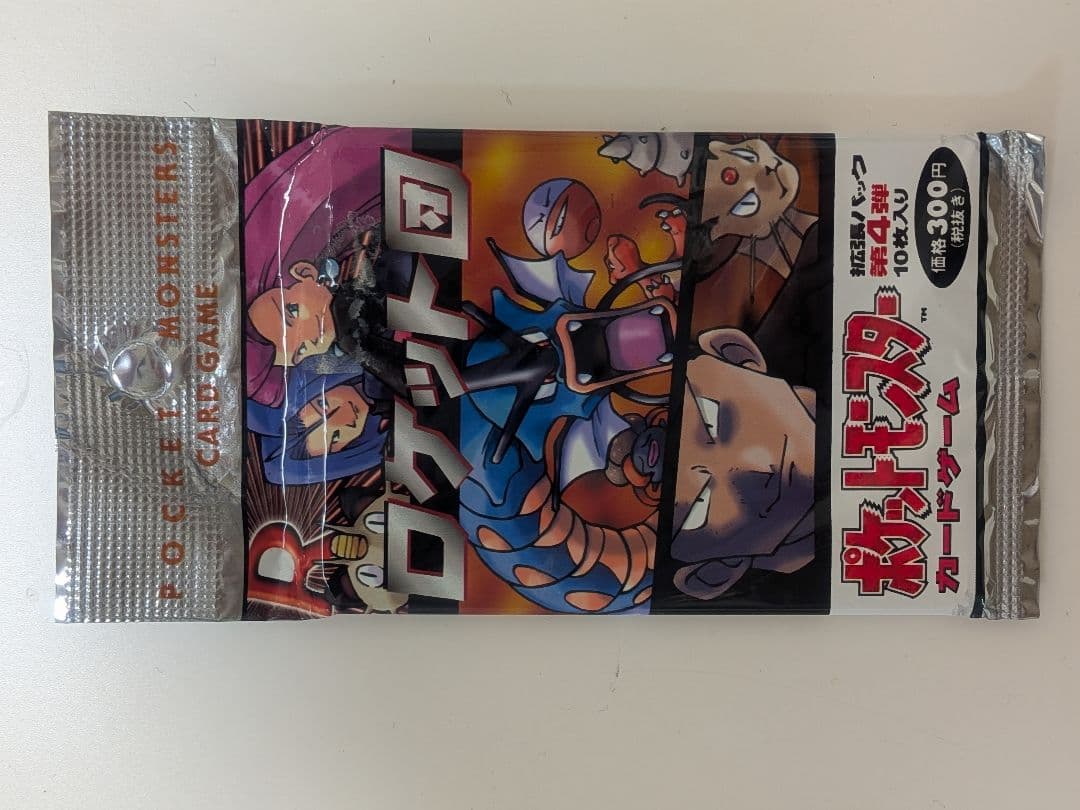 POCKET MONSTERS
CARD GAME
R
ロケット団
拡張パック
第4弾
10枚入り
価格300円
(税抜き)
ポケットモンスター™
カードゲーム